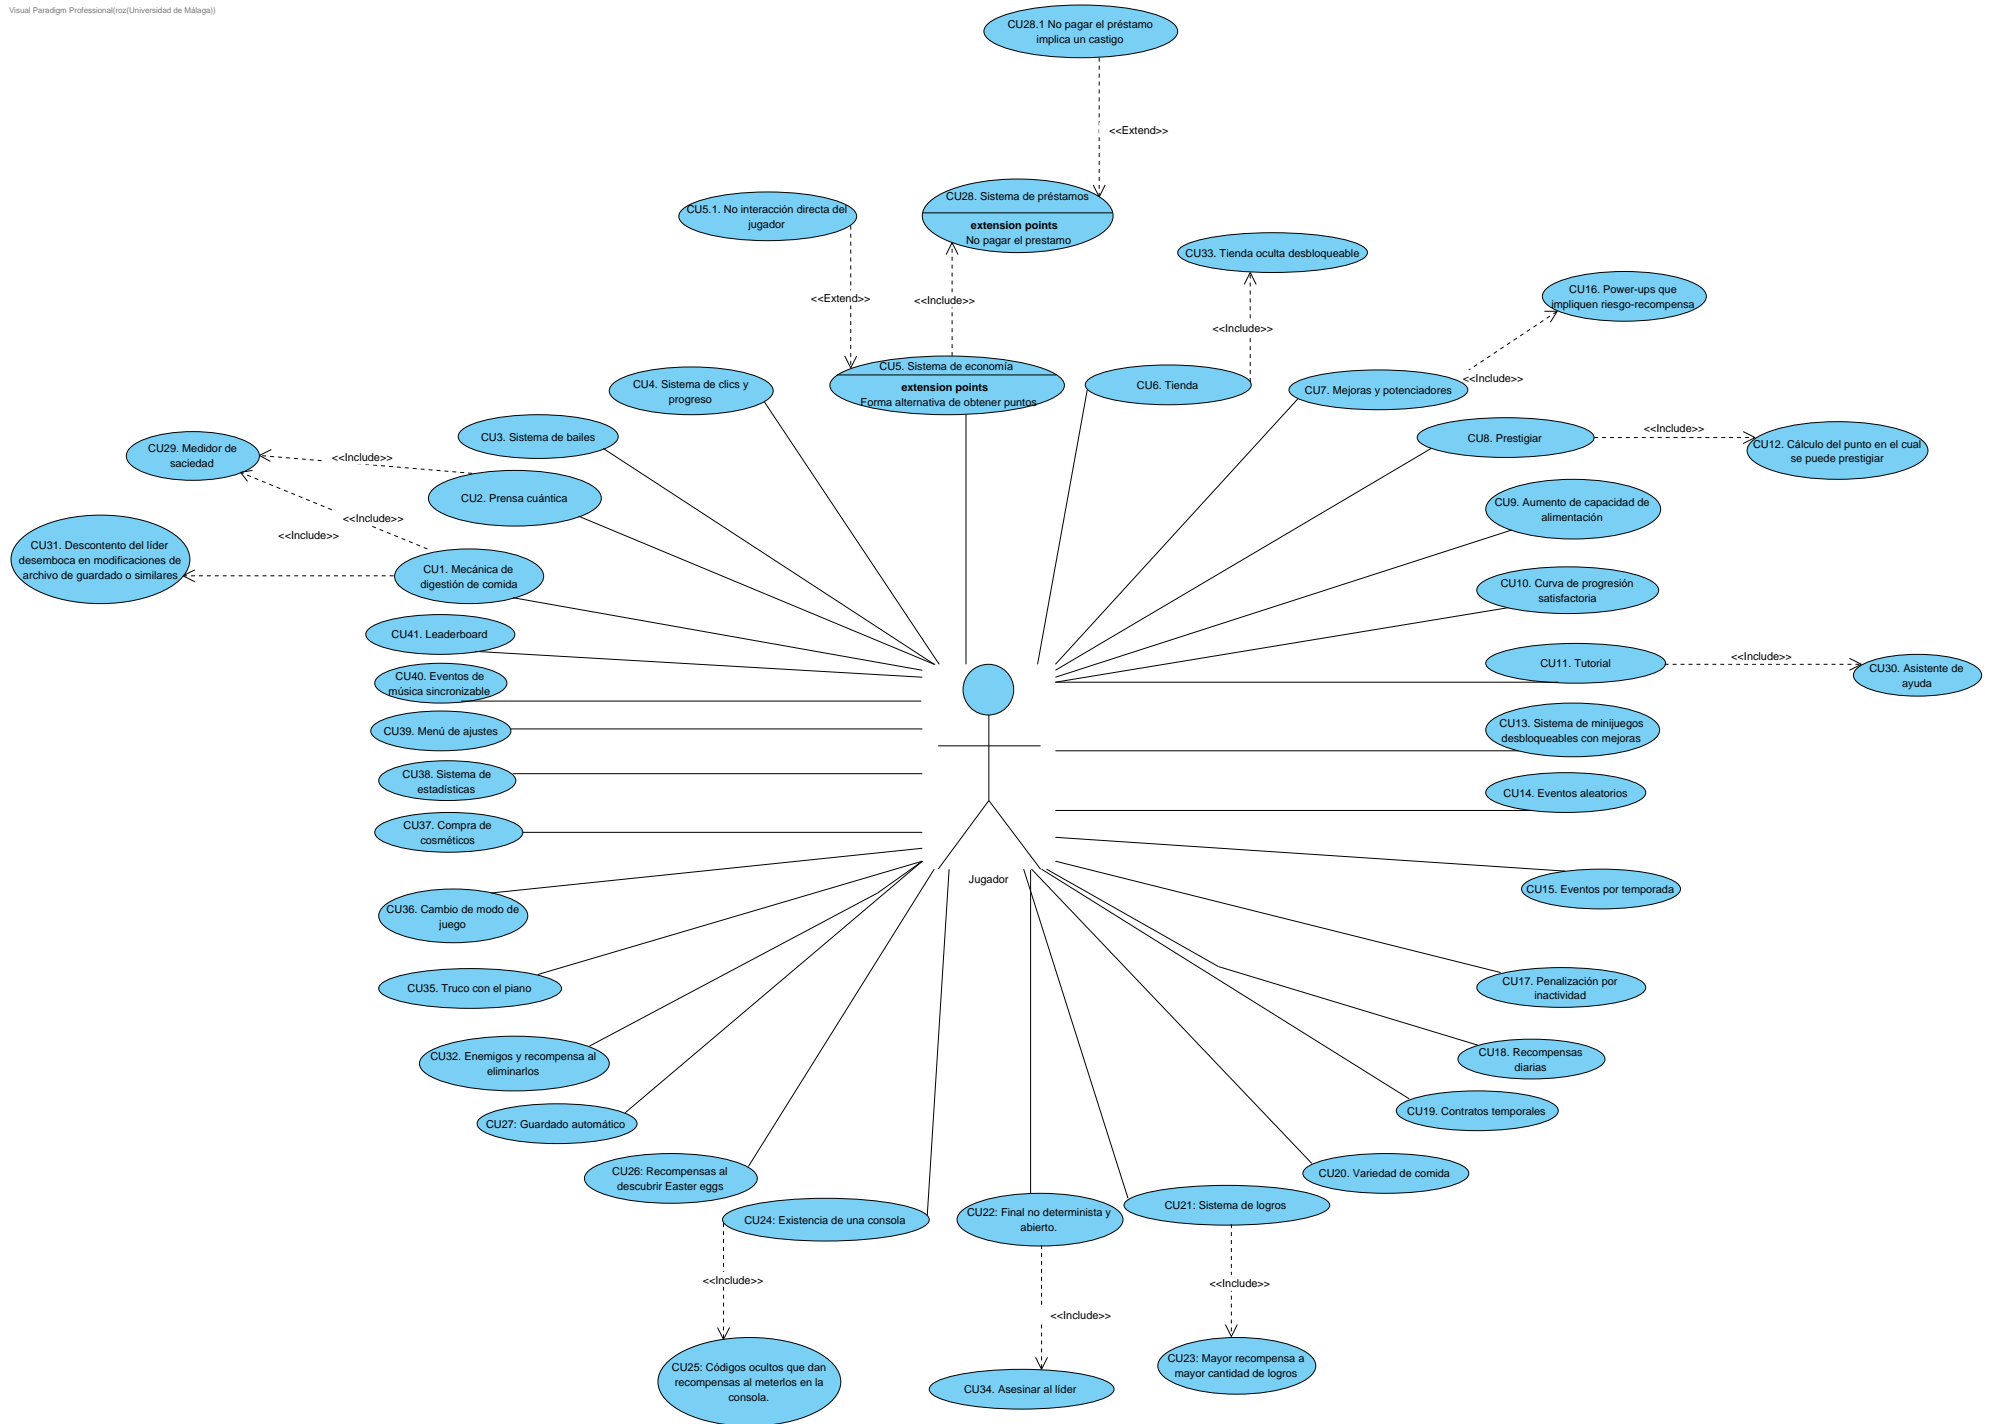 Visual Paradigm Professional(roz(Universidad de Málaga))
CU28.1 No pagar el préstamo
implica un castigo
<<Extend>>
CU28. Sistema de préstamos
extension points
No pagar el prestamo
CU5.1. No interacción directa del
jugador
<<Extend>>
<<Include>>
CU33. Tienda oculta desbloqueable
<<Include>>
CU16. Power-ups que
impliquen riesgo-recompensa
<<Include>>
CU5. Sistema de economía
extension points
Forma alternativa de obtener puntos
CU4. Sistema de clics y
progreso
CU6. Tienda
CU7. Mejoras y potenciadores
CU3. Sistema de bailes
CU8. Prestigiar
<<Include>>
CU12. Cálculo del punto en el cual
se puede prestigiar
CU29. Medidor de
saciedad
<<Include>>
CU2. Prensa cuántica
<<Include>>
<<Include>>
CU9. Aumento de capacidad de
alimentación
CU31. Descontento del líder
desemboca en modificaciones de
archivo de guardado o similares
CU1. Mecánica de
digestión de comida
CU10. Curva de progresión
satisfactoria
CU41. Leaderboard
CU11. Tutorial
<<Include>>
CU30. Asistente de
ayuda
CU40. Eventos de
música sincronizable
CU39. Menú de ajustes
CU13. Sistema de minijuegos
desbloqueables con mejoras
CU38. Sistema de
estadísticas
CU14. Eventos aleatorios
CU37. Compra de
cosméticos
Jugador
CU15. Eventos por temporada
CU36. Cambio de modo de
juego
CU35. Truco con el piano
CU17. Penalización por
inactividad
CU32. Enemigos y recompensa al
eliminarlos
CU18. Recompensas
diarias
CU27: Guardado automático
CU19. Contratos temporales
CU26: Recompensas al
descubrir Easter eggs
CU20. Variedad de comida
CU24: Existencia de una consola
CU22: Final no determinista y
abierto.
CU21: Sistema de logros
<<Include>>
<<Include>>
<<Include>>
CU25: Códigos ocultos que dan
recompensas al meterlos en la
consola.
CU34. Asesinar al líder
CU23: Mayor recompensa a
mayor cantidad de logros